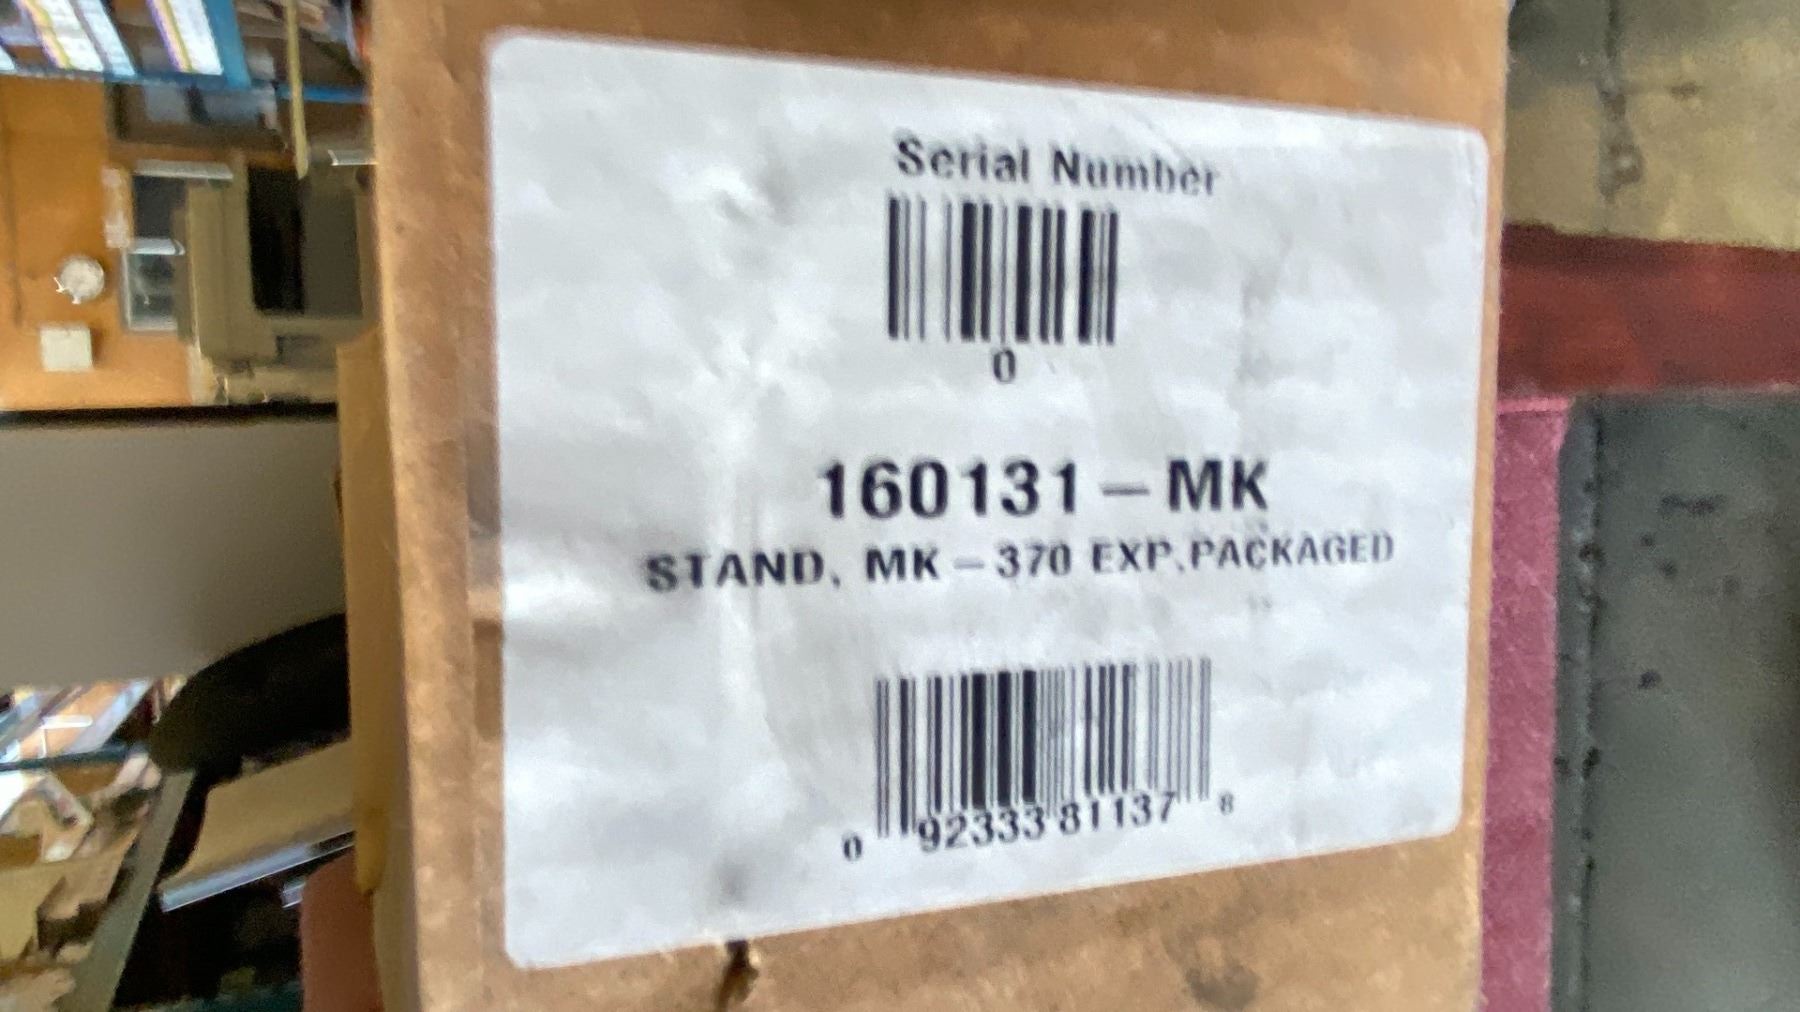 Serial Number
0
160131-MK
STAND, MK-370 EXP.PACKAGED
0 92333 81137 8